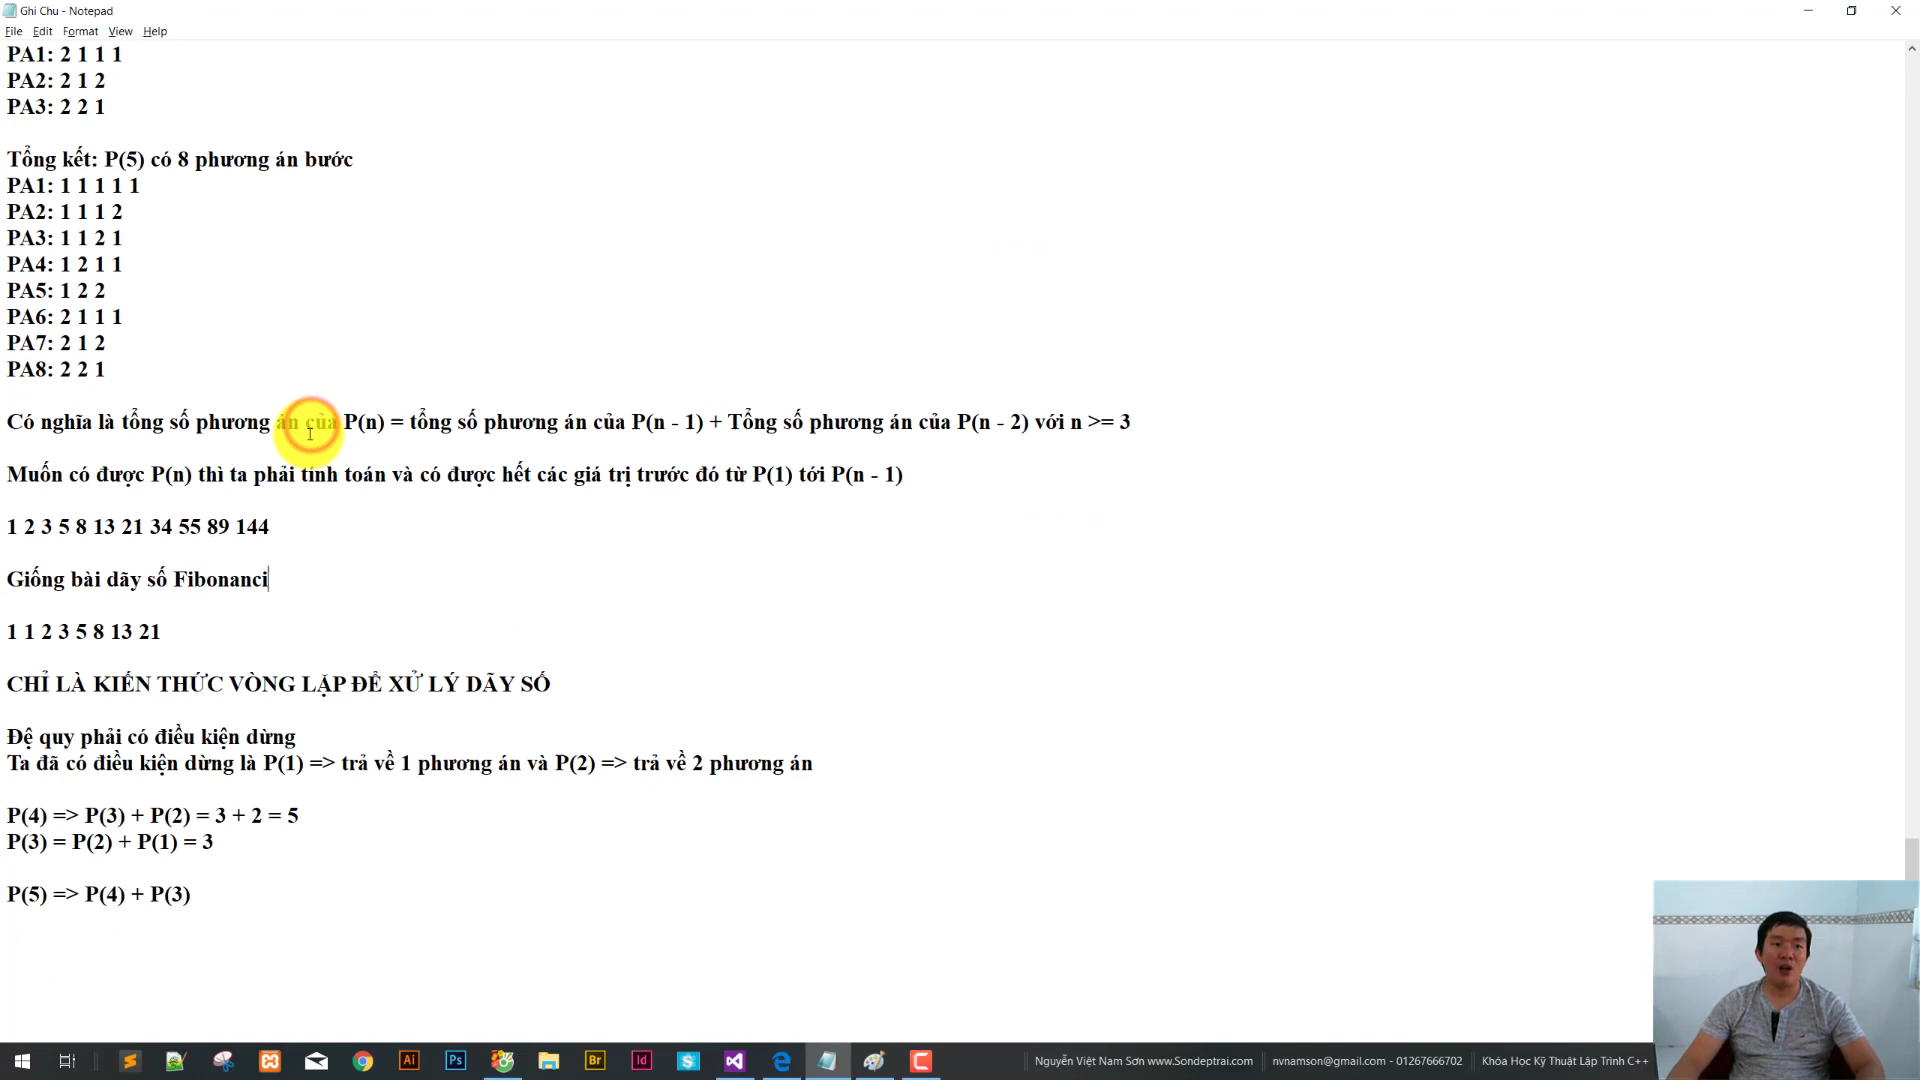 Ghi Chu - Notepad
File Edit Format View Help
PA1: 2 1 1 1
PA2: 2 1 2
PA3: 2 2 1
Tổng kết: P(5) có 8 phương án bước
PA1: 1 1 1 1 1
PA2: 1 1 1 2
PA3: 1 1 2 1
PA4: 1 2 1 1
PA5: 1 2 2
PA6: 2 1 1 1
PA7: 2 1 2
PA8: 2 2 1
Có nghĩa là tổng số phương án của P(n) = tổng số phương án của P(n - 1) + Tổng số phương án của P(n - 2) với n >= 3
Muốn có được P(n) thì ta phải tính toán và có được hết các giá trị trước đó từ P(1) tới P(n - 1)
1 2 3 5 8 13 21 34 55 89 144
Giống bài dãy số Fibonanci
1 1 2 3 5 8 13 21
CHỈ LÀ KIẾN THỨC VÒNG LẶP ĐỂ XỬ LÝ DÃY SỐ
Đệ quy phải có điều kiện dừng
Ta đã có điều kiện dừng là P(1) => trả về 1 phương án và P(2) => trả về 2 phương án
P(4) => P(3) + P(2) = 3 + 2 = 5
P(3) = P(2) + P(1) = 3
P(5) => P(4) + P(3)
Ai Ps Br Id S C
Nguyễn Việt Nam Sơn www.Sondeptrai.com nvnamson@gmail.com - 01267666702 Khóa Học Kỹ Thuật Lập Trình C++